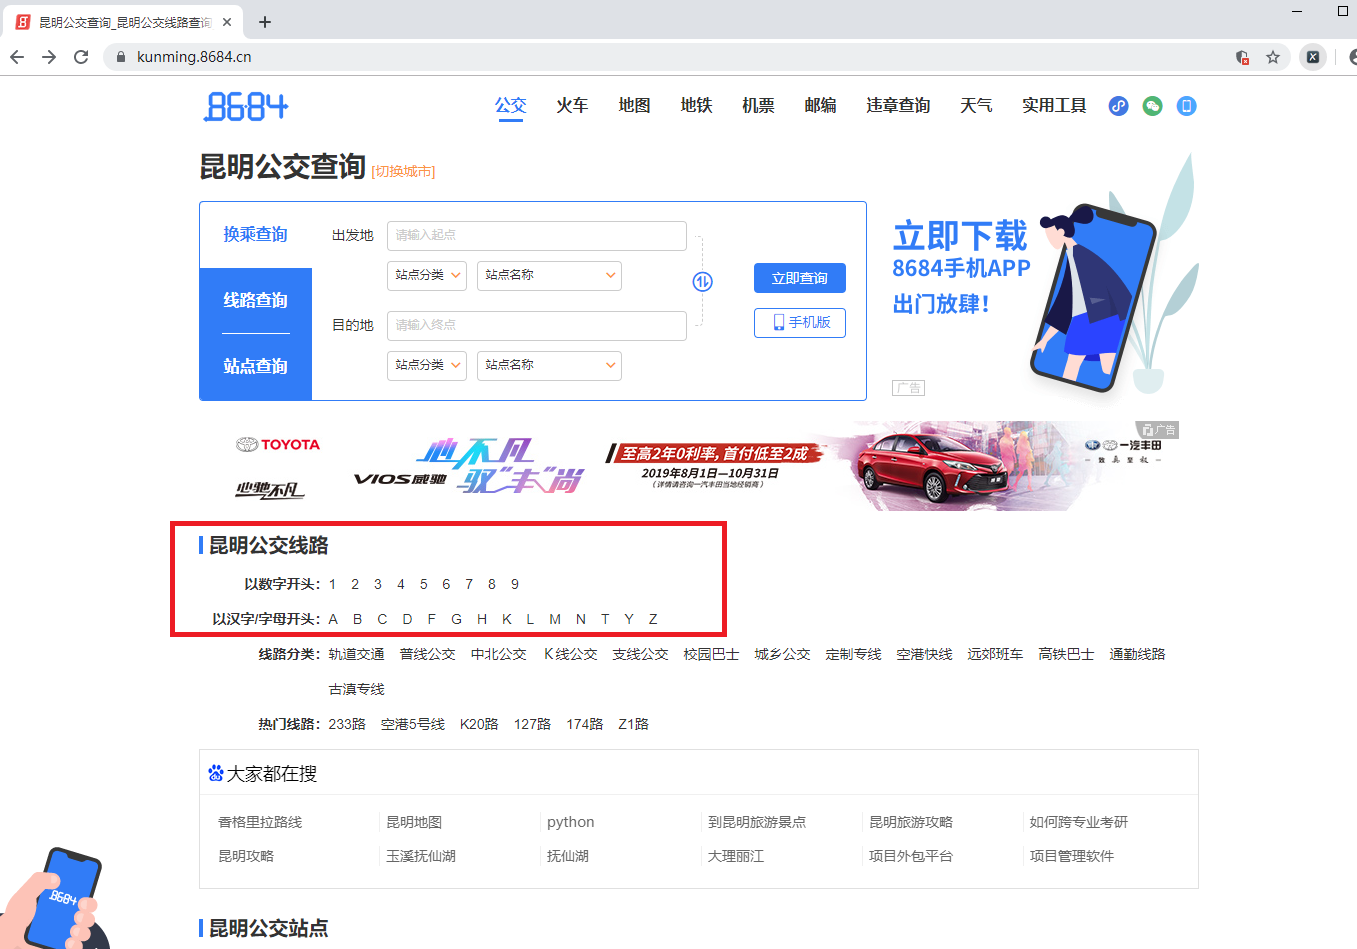 昆明公交查询_昆明公交线路查询
kunming.8684.cn
8684
公交 火车 地图 地铁 机票 邮编 违章查询 天气 实用工具
昆明公交查询 [切换城市]
换乘查询
线路查询
站点查询
出发地 请输入起点
站点分类 站点名称
目的地 请输入终点
站点分类 站点名称
立即查询
手机版
立即下载
8684手机APP
出门放肆!
广告
TOYOTA
心驰不凡
VIOS威驰
心不凡
驭“丰”尚
至高2年0利率,首付低至2成
2019年8月1日—10月31日
(详情请咨询一汽丰田当地经销商)
广告
一汽丰田
昆明公交线路
以数字开头: 1 2 3 4 5 6 7 8 9
以汉字/字母开头: A B C D F G H K L M N T Y Z
线路分类: 轨道交通 普线公交 中北公交 K线公交 支线公交 校园巴士 城乡公交 定制专线 空港快线 远郊班车 高铁巴士 通勤线路
古滇专线
热门线路: 233路 空港5号线 K20路 127路 174路 Z1路
大家都在搜
香格里拉路线 昆明地图 python 到昆明旅游景点 昆明旅游攻略 如何跨专业考研
昆明攻略 玉溪抚仙湖 抚仙湖 大理丽江 项目外包平台 项目管理软件
8684
昆明公交站点